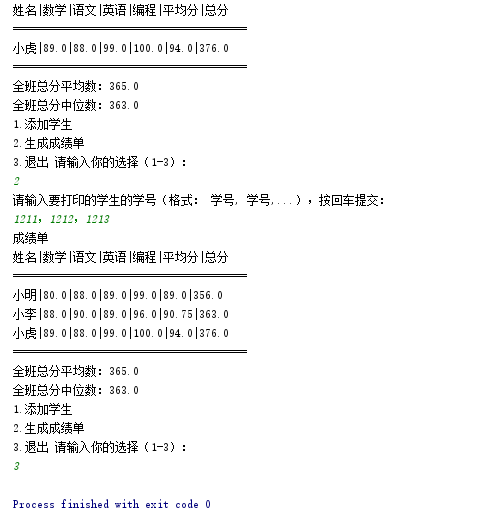 姓名|数学|语文|英语|编程|平均分|总分
========================================
小虎|89.0|88.0|99.0|100.0|94.0|376.0
========================================
全班总分平均数：365.0
全班总分中位数：363.0
1.添加学生
2.生成成绩单
3.退出 请输入你的选择（1-3）：
2
请输入要打印的学生的学号（格式： 学号, 学号,...），按回车提交：
1211, 1212, 1213
成绩单
姓名|数学|语文|英语|编程|平均分|总分
========================================
小明|80.0|88.0|89.0|99.0|89.0|356.0
小李|88.0|90.0|89.0|96.0|90.75|363.0
小虎|89.0|88.0|99.0|100.0|94.0|376.0
========================================
全班总分平均数：365.0
全班总分中位数：363.0
1.添加学生
2.生成成绩单
3.退出 请输入你的选择（1-3）：
3
Process finished with exit code 0